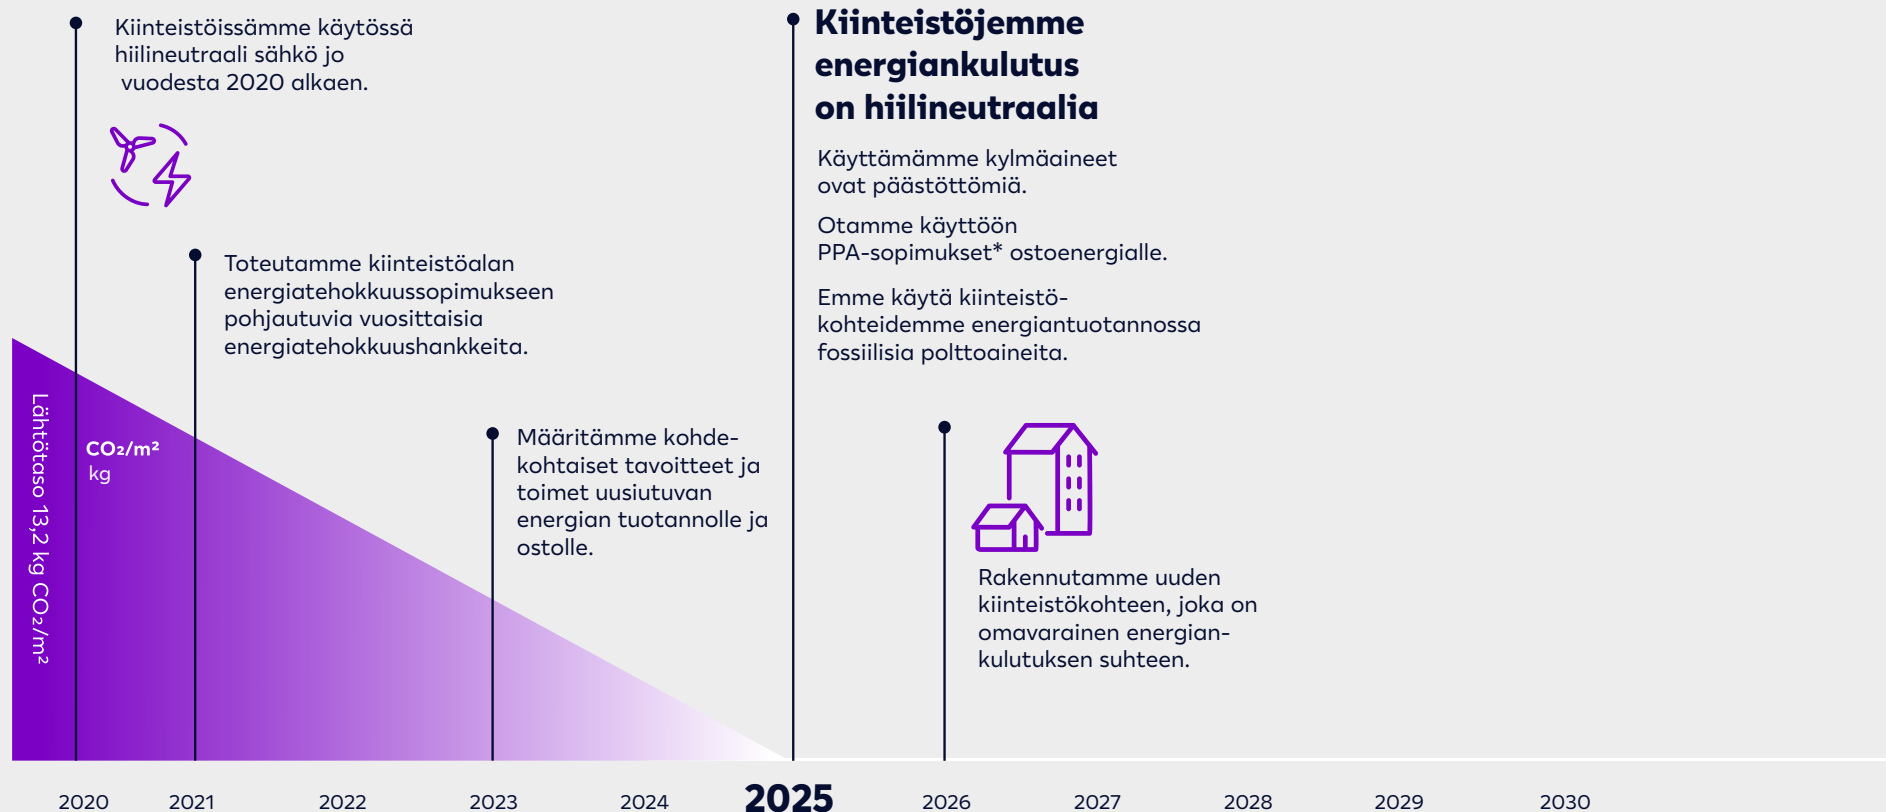 Kiinteistöissämme käytössä
hiilineutraali sähkö jo
vuodesta 2020 alkaen.
Toteutamme kiinteistöalan
energiatehokkuussopimukseen
pohjautuvia vuosittaisia
energiatehokkuushankkeita.
Lähtötaso 13,2 kg CO₂/m²
CO₂/m²
kg
Määritämme kohde-
kohtaiset tavoitteet ja
toimet uusiutuvan
energian tuotannolle ja
ostolle.
Kiinteistöjemme
energiankulutus
on hiilineutraalia
Käyttämämme kylmäaineet
ovat päästöttömiä.
Otamme käyttöön
PPA-sopimukset* ostoenergialle.
Emme käytä kiinteistö-
kohteidemme energiantuotannossa
fossiilisia polttoaineita.
Rakennutamme uuden
kiinteistökohteen, joka on
omavarainen energian-
kulutuksen suhteen.
2020 2021 2022 2023 2024 2025 2026 2027 2028 2029 2030